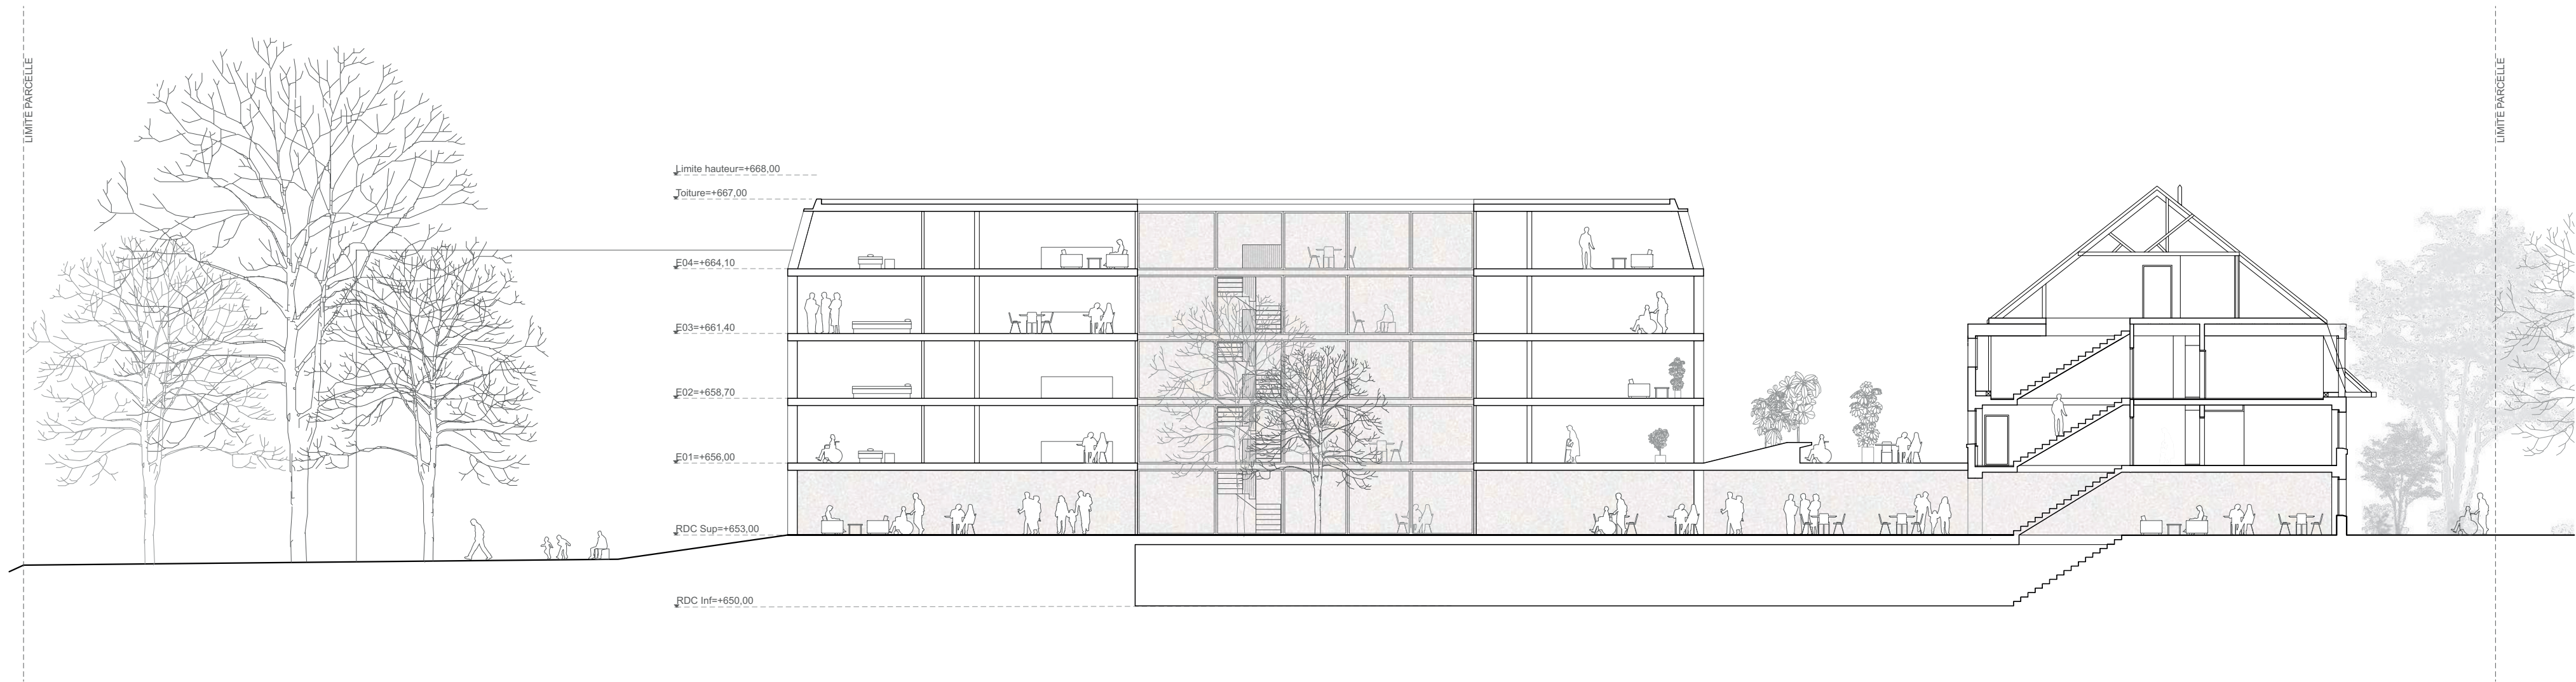 LIMITE PARCELLE
LIMITE PARCELLE
Limite hauteur=+668,00
Toiture=+667,00
E04=+664,10
E03=+661,40
E02=+658,70
E01=+656,00
RDC Sup=+653,00
RDC Inf=+650,00